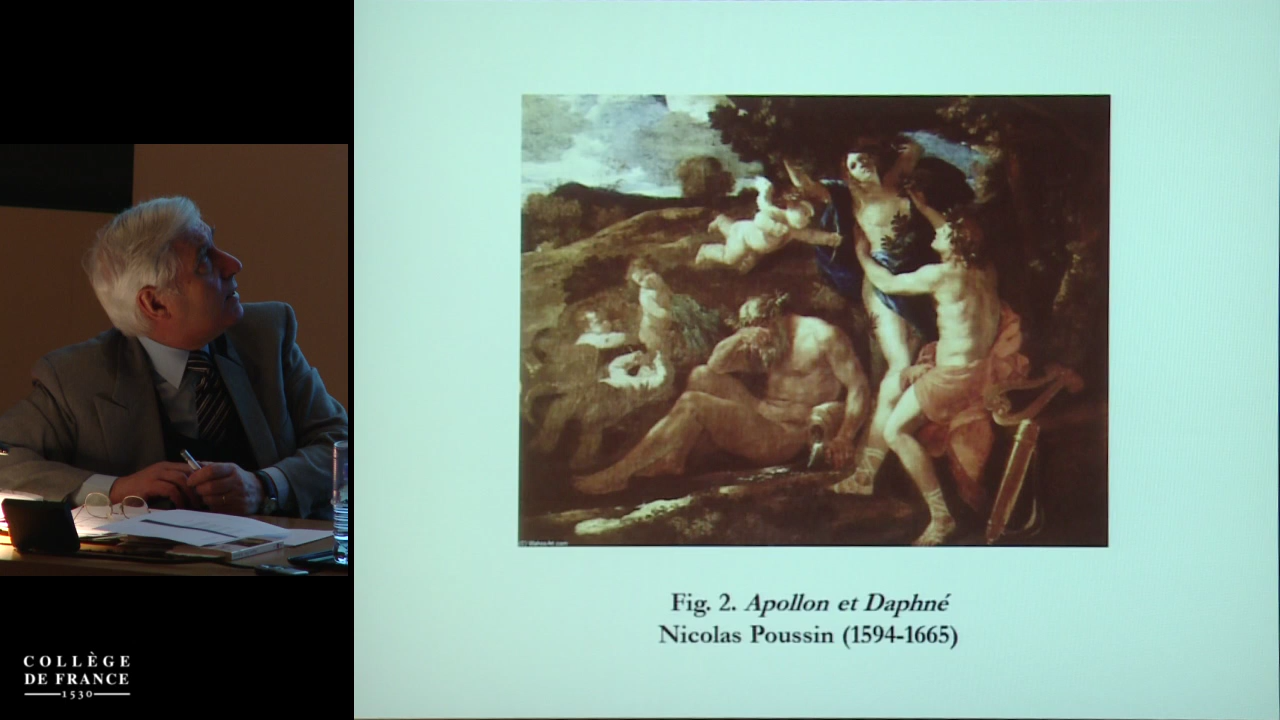 COLLÈGE
DE FRANCE
1530
Fig. 2. Apollon et Daphné
Nicolas Poussin (1594-1665)